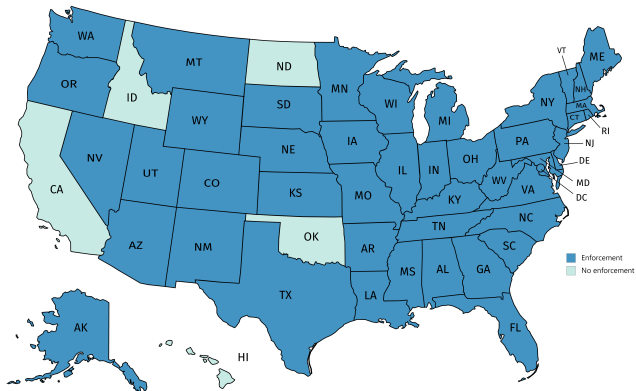 WA
OR
CA
NV
ID
MT
WY
UT
AZ
CO
NM
ND
SD
NE
KS
OK
TX
MN
IA
MO
AR
LA
WI
IL
MI
IN
OH
KY
TN
MS
AL
GA
FL
SC
NC
VA
WV
PA
NY
VT
NH
ME
MA
CT
RI
NJ
DE
MD
DC
AK
HI
Enforcement
No enforcement